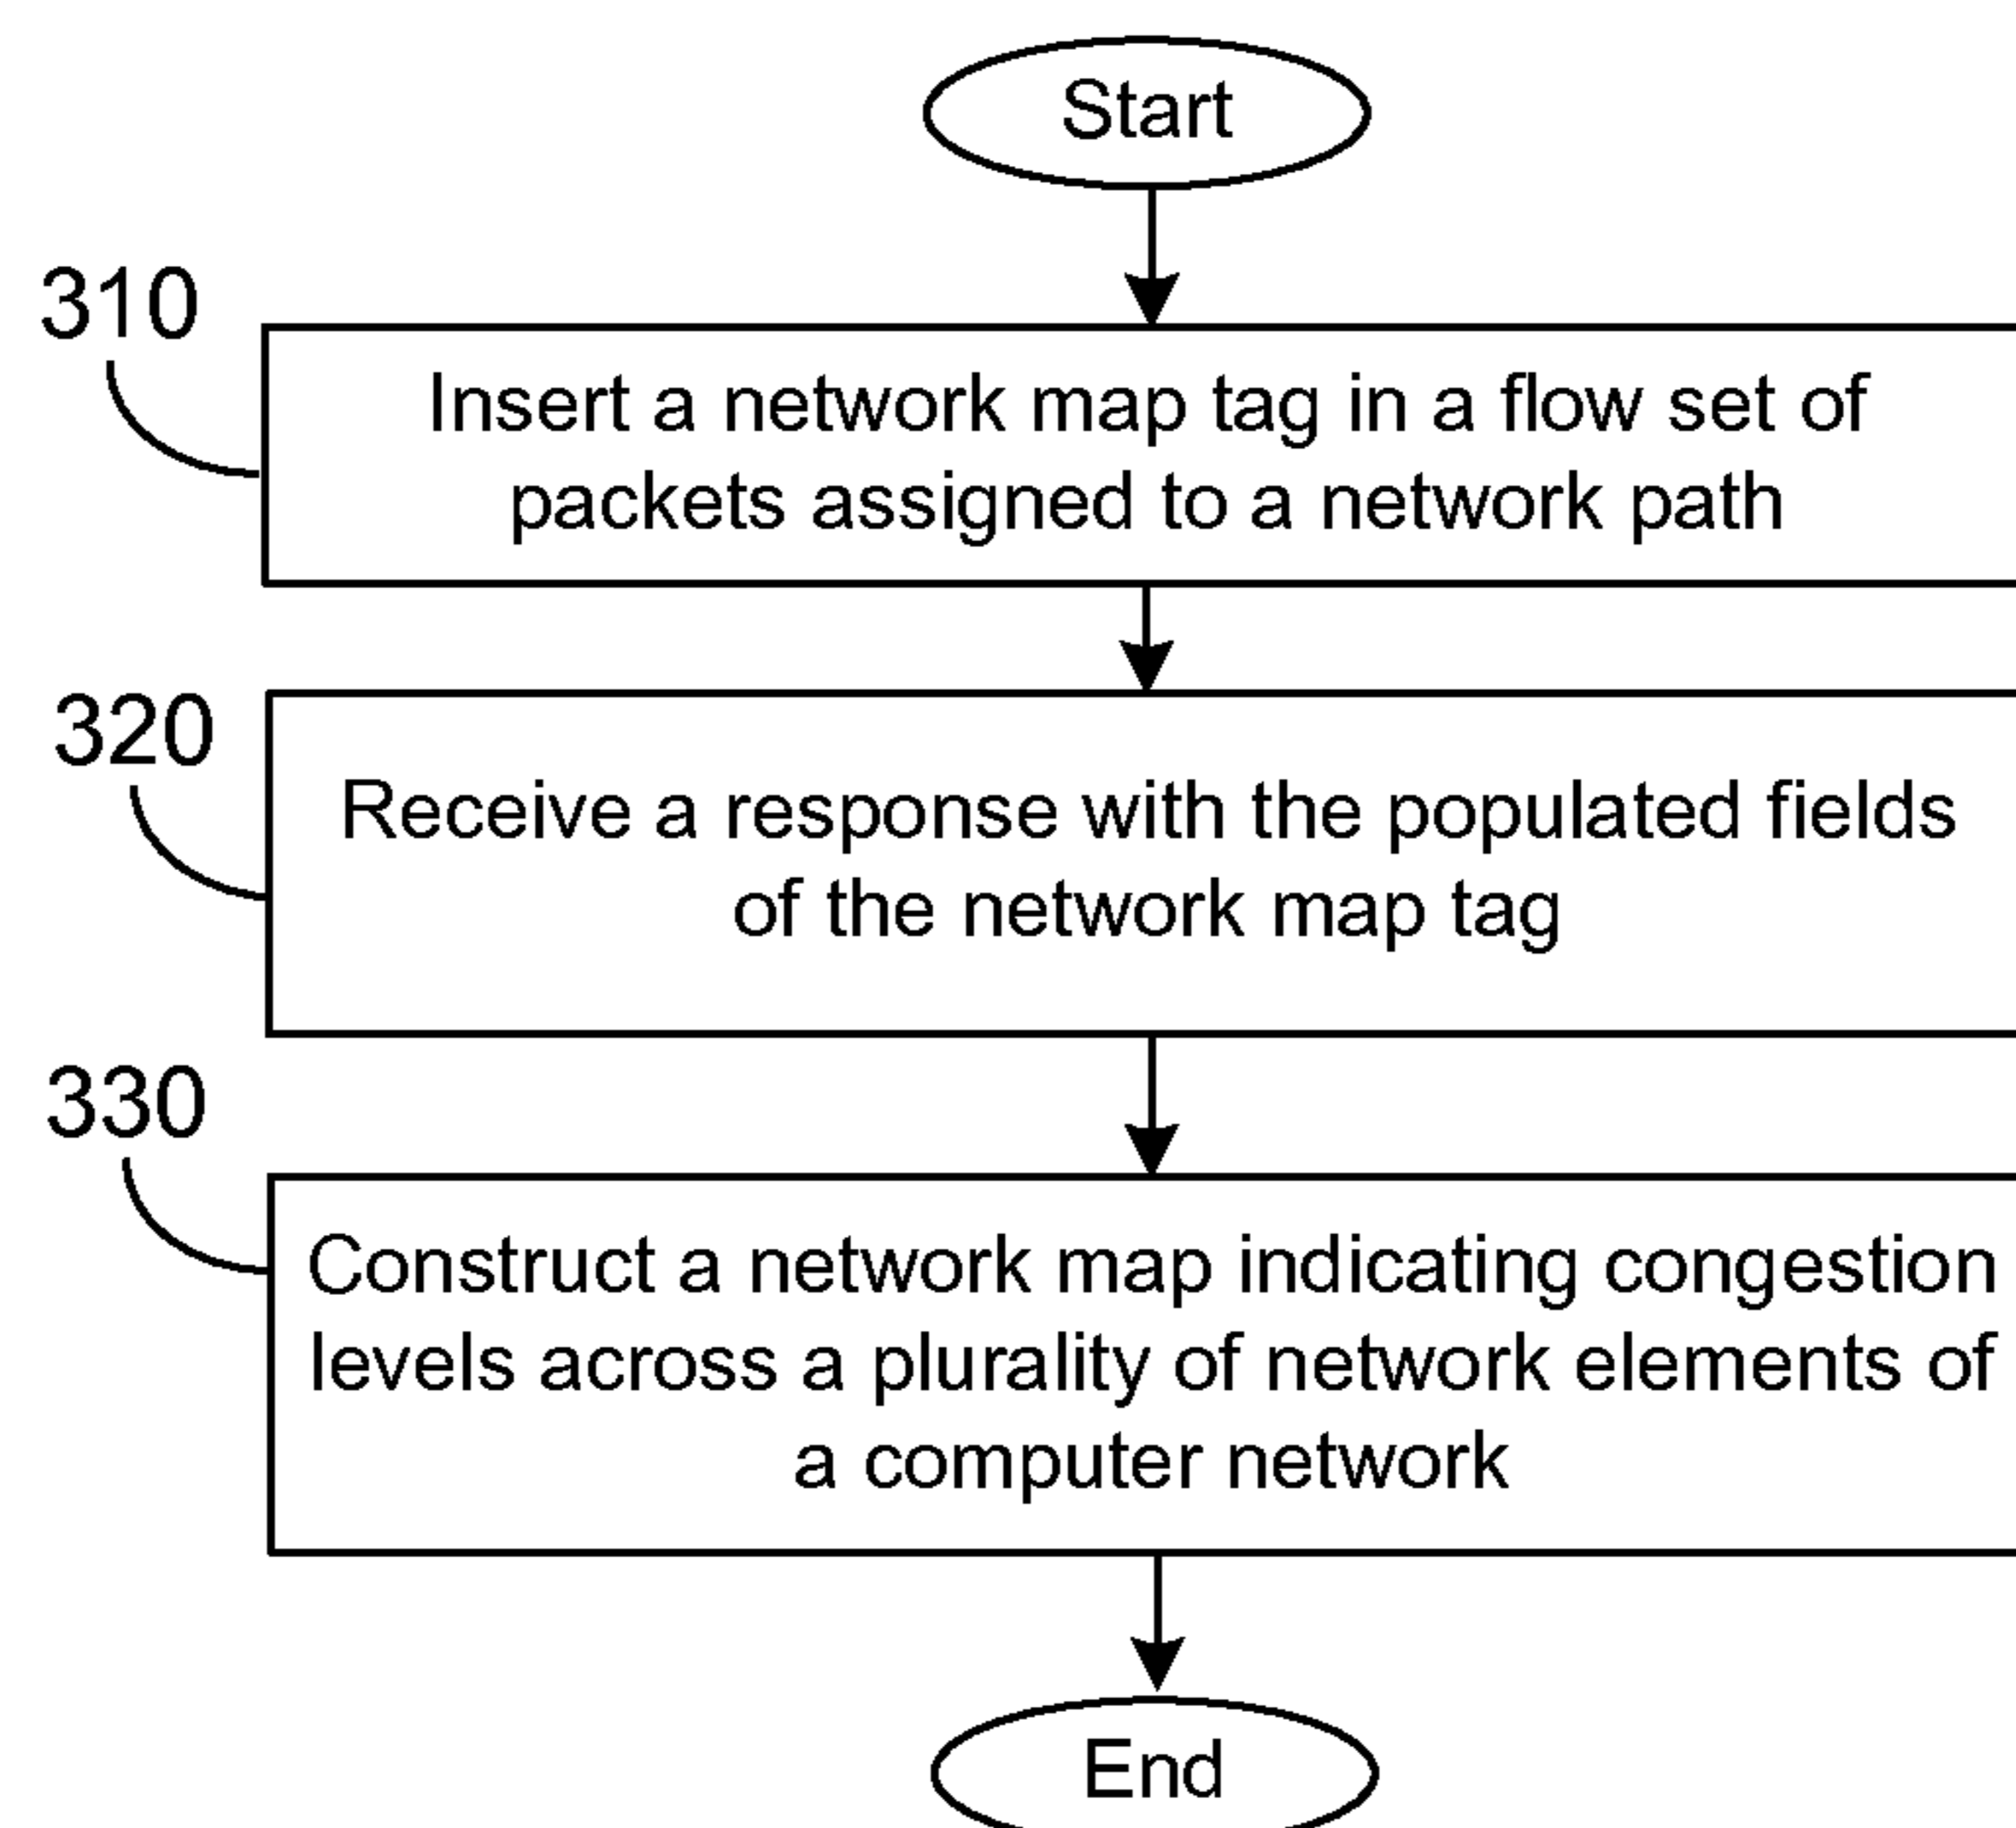 Start
310
Insert a network map tag in a flow set of
packets assigned to a network path
320
Receive a response with the populated fields
of the network map tag
330
Construct a network map indicating congestion
levels across a plurality of network elements of
a computer network
End